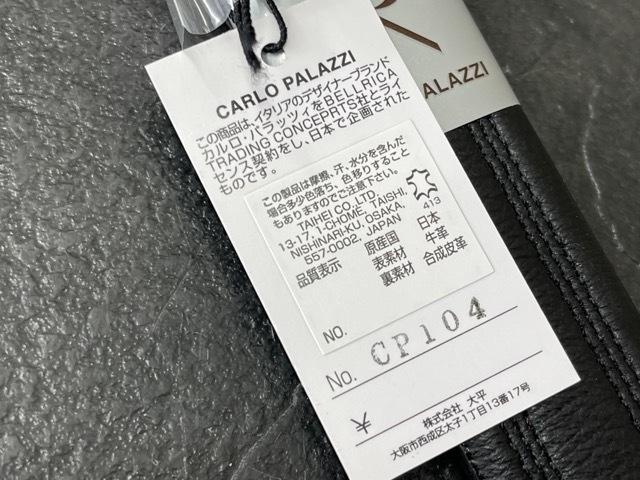 R
PALAZZI
CARLO PALAZZI
この商品は、イタリアのデザイナーブランド
カルロ・パラッツィをBELLRICA
TRADING CONCEPRTS社とライ
センス契約をし、日本で企画された
ものです。
この製品は摩擦、汗、水分を含んだ
場合多少色落ち、色移りすること
もありますのでご注意下さい。
TAIHEI CO.,LTD.
13-17, 1-CHOME, TAISHI,
NISHINARI-KU, OSAKA,
557-0002, JAPAN
413
品質表示 原産国 日本
表素材 牛革
裏素材 合成皮革
NO.
No. CP104
¥
株式会社 大平
大阪市西成区太子1丁目13番17号